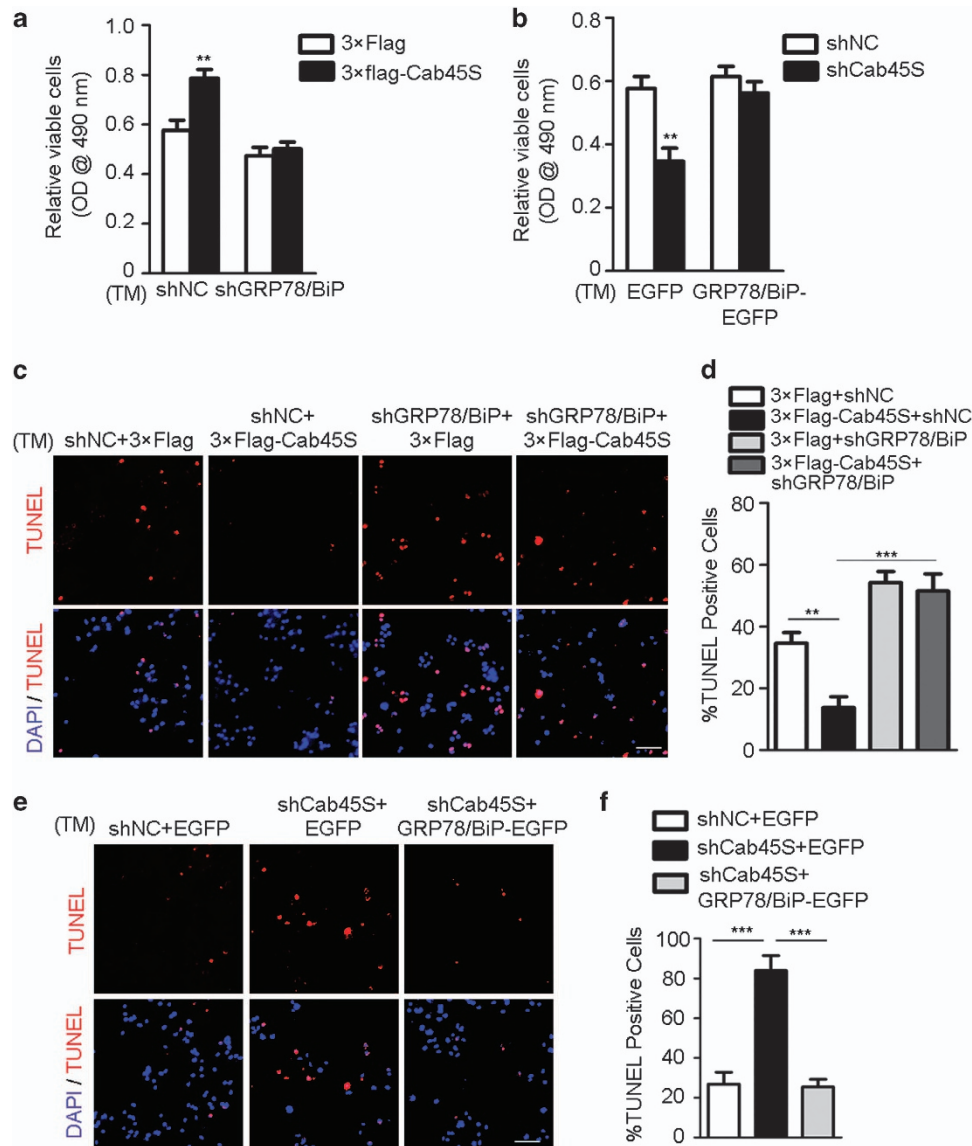 a
3×Flag
3×flag-Cab45S
Relative viable cells
(OD @ 490 nm)
1.0
0.8
0.6
0.4
0.2
0
**
(TM) shNC shGRP78/BiP
b
shNC
shCab45S
Relative viable cells
(OD @ 490 nm)
0.8
0.6
0.4
0.2
0
**
(TM) EGFP GRP78/BiP-
EGFP
c
(TM)
shNC+3×Flag
shNC+
3×Flag-Cab45S
shGRP78/BiP+
3×Flag
shGRP78/BiP+
3×Flag-Cab45S
TUNEL
DAPI / TUNEL
d
3×Flag+shNC
3×Flag-Cab45S+shNC
3×Flag+shGRP78/BiP
3×Flag-Cab45S+
shGRP78/BiP
%TUNEL Positive Cells
80
60
40
20
0
**
***
e
(TM)
shNC+EGFP
shCab45S+
EGFP
shCab45S+
GRP78/BiP-EGFP
TUNEL
DAPI / TUNEL
f
shNC+EGFP
shCab45S+EGFP
shCab45S+
GRP78/BiP-EGFP
%TUNEL Positive Cells
100
80
60
40
20
0
***
***